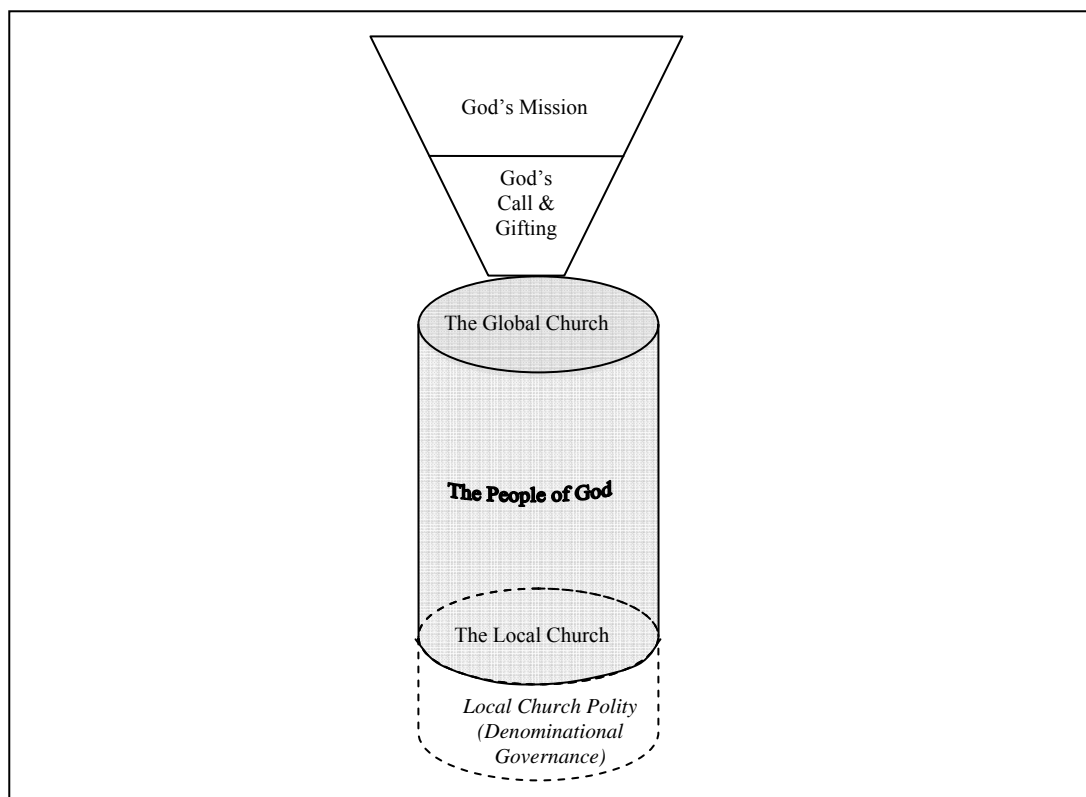 God’s Mission
God’s
Call &
Gifting
The Global Church
The People of God
The Local Church
Local Church Polity
(Denominational
Governance)